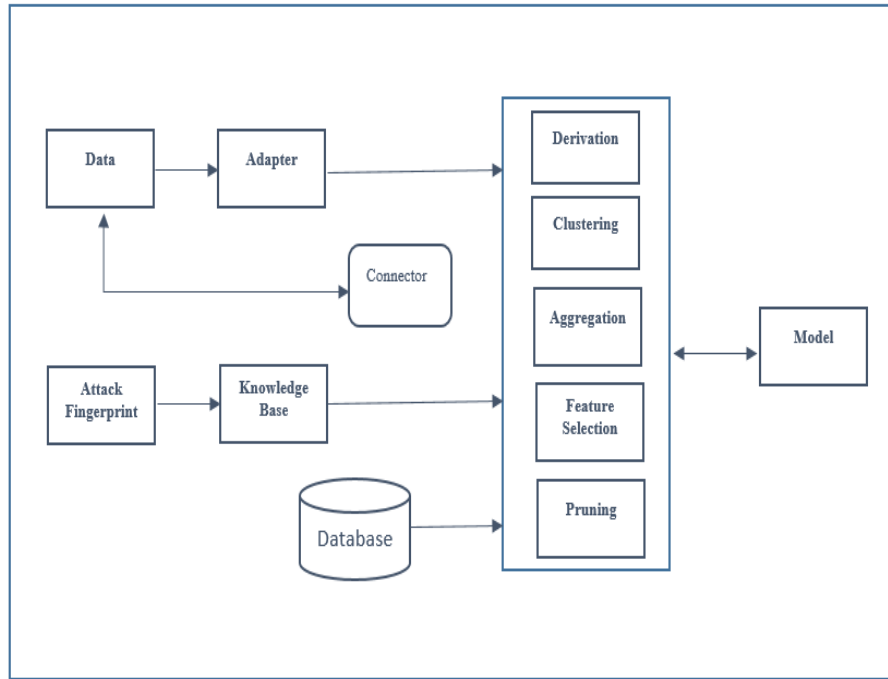 Data
Adapter
Derivation
Clustering
Connector
Aggregation
Model
Attack
Fingerprint
Knowledge
Base
Feature
Selection
Database
Pruning